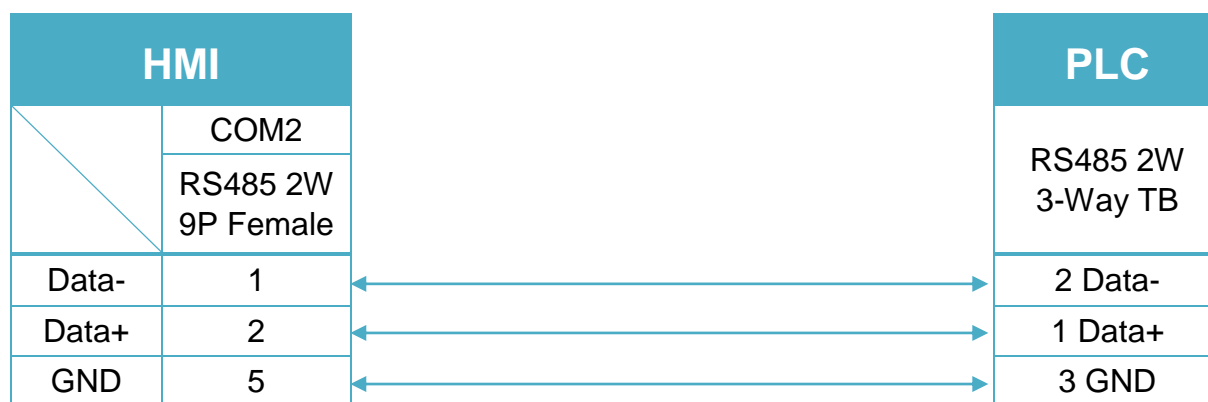 HMI
PLC
COM2
RS485 2W
9P Female
RS485 2W
3-Way TB
Data- 1 2 Data-
Data+ 2 1 Data+
GND 5 3 GND